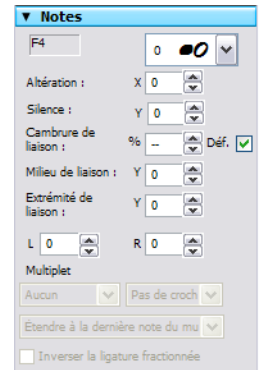 ▼ Notes
F4
0
Altération : X 0
Silence : Y 0
Cambrure de
liaison : % -- Déf.
Milieu de liaison : Y 0
Extrémité de
liaison : Y 0
L 0 R 0
Multiplet
Aucun Pas de croch
Étendre à la dernière note du mu
Inverser la ligature fractionnée